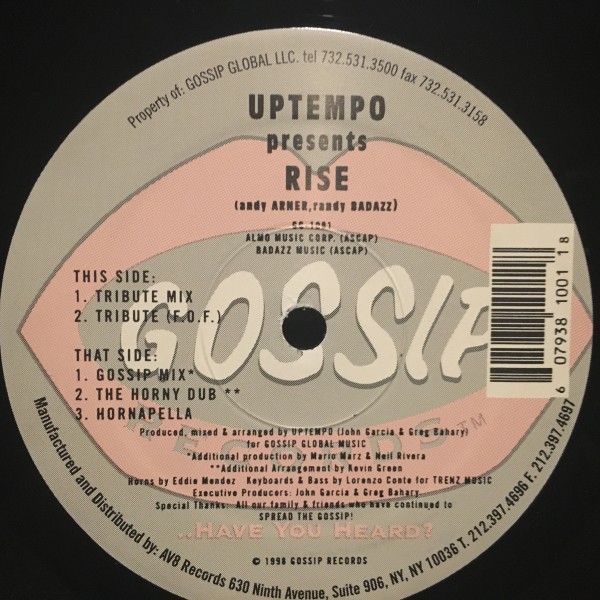 Property of: GOSSIP GLOBAL LLC. tel 732.531.3500 fax 732.531.3158
UPTEMPO
presents
RISE
(andy ARNER,randy BADAZZ)
GG-1001
ALMO MUSIC CORP. (ASCAP)
BADAZZ MUSIC (ASCAP)
THIS SIDE:
1. TRIBUTE MIX
2. TRIBUTE (F.O.F.)
GOSSIP
RECORDS TM
THAT SIDE:
1. GOSSIP MIX*
2. THE HORNY DUB **
3. HORNAPELLA
6 07938 1001 1 8
Produced, mixed & arranged by UPTEMPO (John Garcia & Greg Bahary)
for GOSSIP GLOBAL MUSIC
*Additional production by Mario Marz & Neil Rivera
**Additional Arrangement by Kevin Green
Horns by Eddie Mendez Keyboards & Bass by Lorenzo Conte for TRENZ MUSIC
Executive Producers: John Garcia & Greg Bahary
Special Thanks: All our family & friends who have continued to
SPREAD THE GOSSIP!
..HAVE YOU HEARD?
© 1998 GOSSIP RECORDS
Manufactured and Distributed by: AV8 Records 630 Ninth Avenue, Suite 906, NY, NY 10036 T. 212.397.4696 F. 212.397.4697